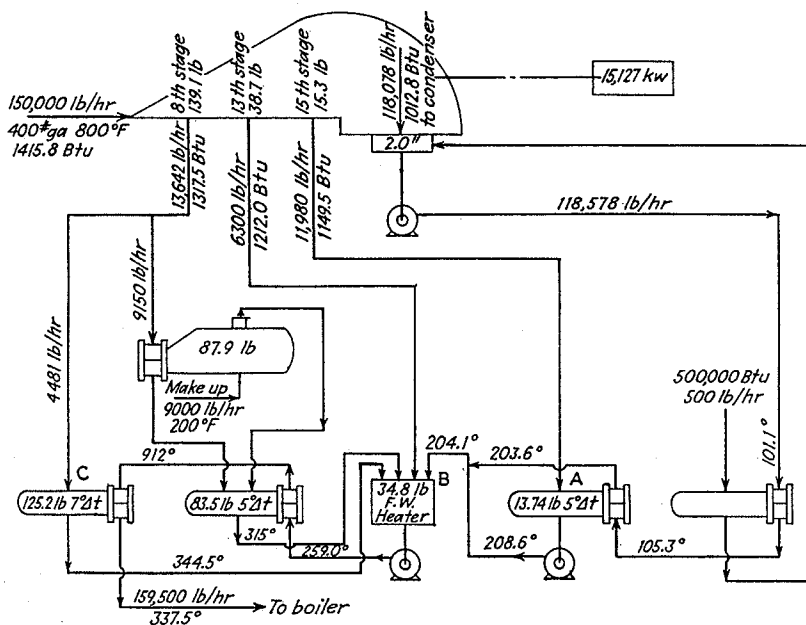 150,000 lb/hr
400#ga 800°F
1415.8 Btu
8th stage
139.1 lb
13th stage
38.7 lb
15th stage
15.3 lb
118,078 lb/hr
1012.8 Btu
to condenser
15,127 kw
2.0"
13,642 lb/hr
1317.5 Btu
6300 lb/hr
1212.0 Btu
11,980 lb/hr
1149.5 Btu
118,578 lb/hr
4481 lb/hr
9150 lb/hr
87.9 lb
Make up
9000 lb/hr
200°F
500,000 Btu
500 lb/hr
101.1°
912°
204.1°
203.6°
C
B
A
125.2 lb 7°Δt
83.5 lb 5°Δt
34.8 lb
F.W.
Heater
13.74 lb 5°Δt
315°
259.0°
208.6°
105.3°
344.5°
159,500 lb/hr
337.5°
To boiler